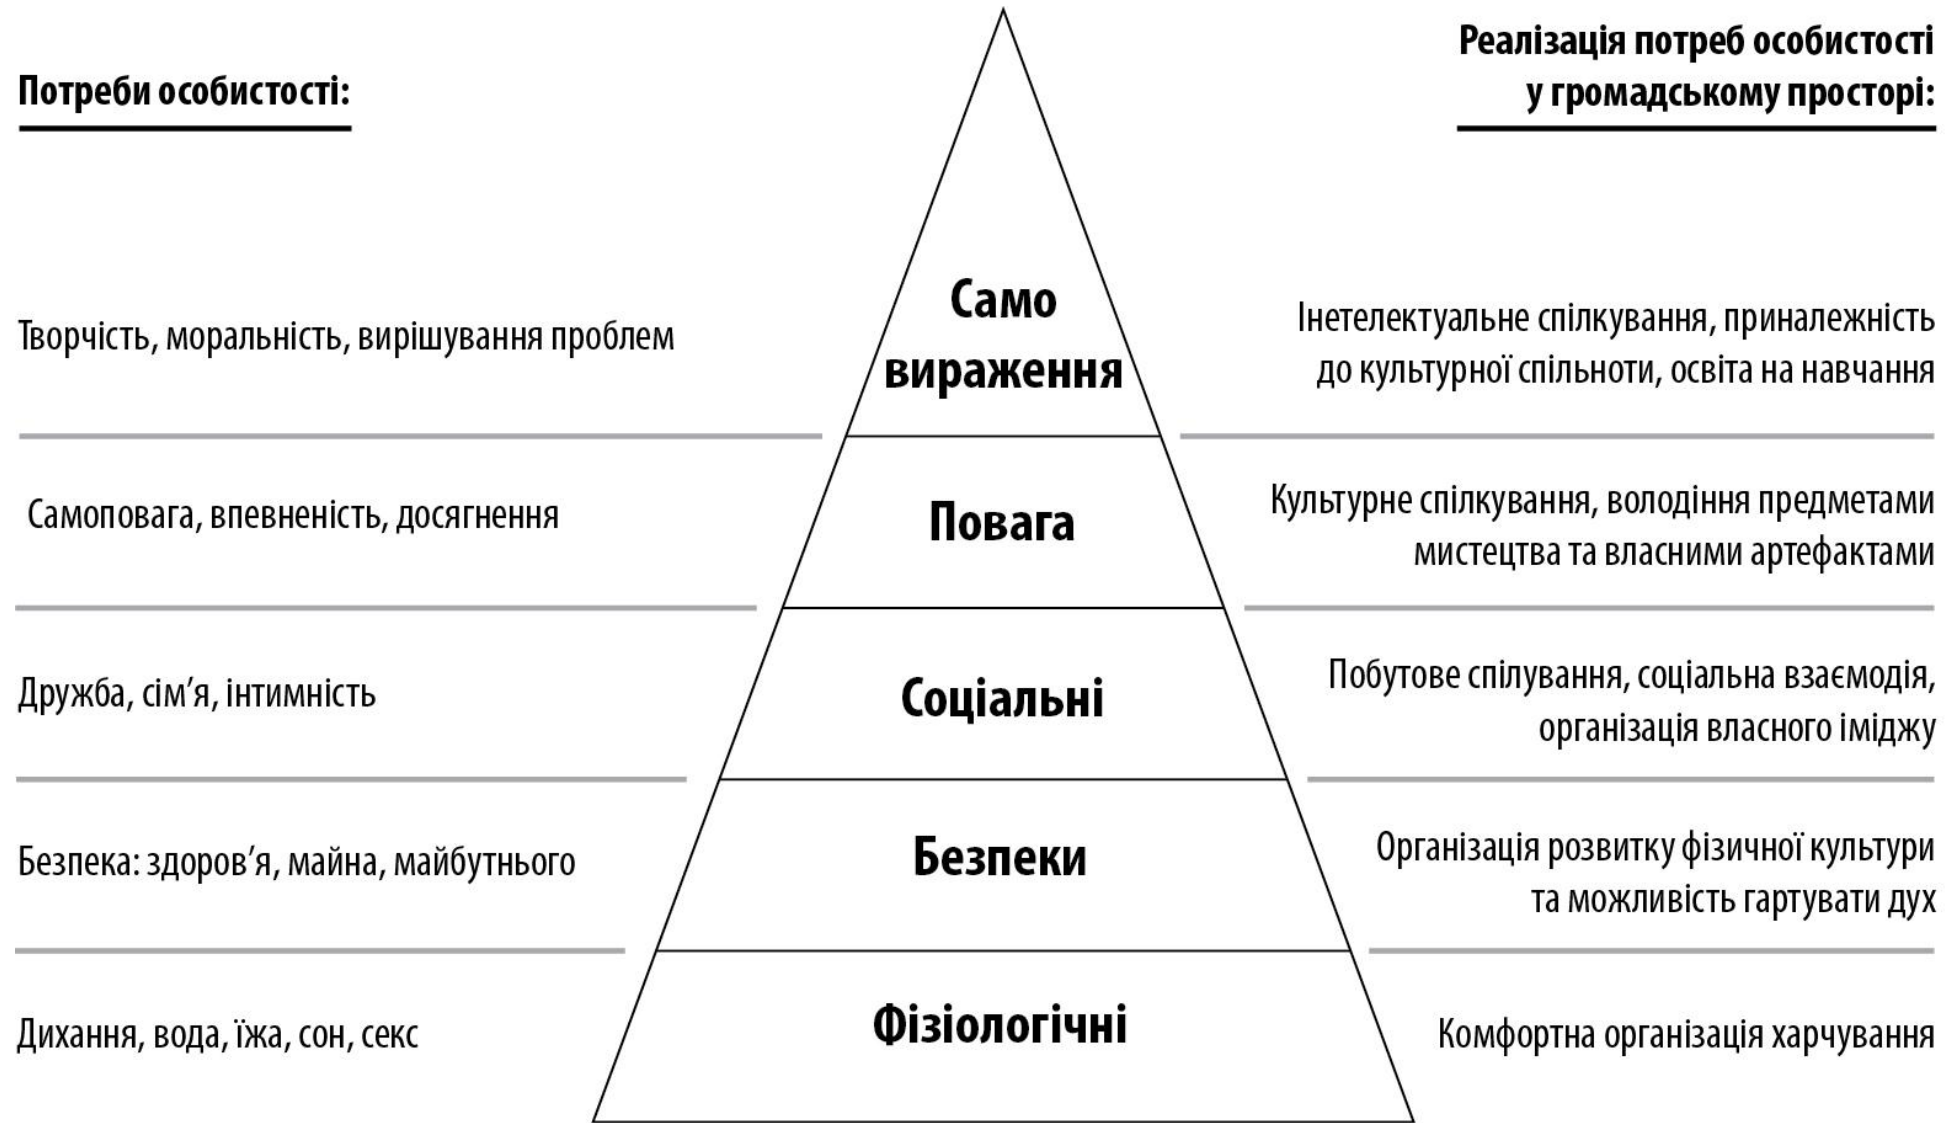 Потреби особистості:
Реалізація потреб особистості
у громадському просторі:
Творчість, моральність, вирішування проблем
Само
вираження
Інетелектуальне спілкування, приналежність
до культурної спільноти, освіта на навчання
Самоповага, впевненість, досягнення
Повага
Культурне спілкування, володіння предметами
мистецтва та власними артефактами
Дружба, сім’я, інтимність
Соціальні
Побутове спілування, соціальна взаємодія,
організація власного іміджу
Безпека: здоров’я, майна, майбутнього
Безпеки
Організація розвитку фізичної культури
та можливість гартувати дух
Дихання, вода, їжа, сон, секс
Фізіологічні
Комфортна організація харчування